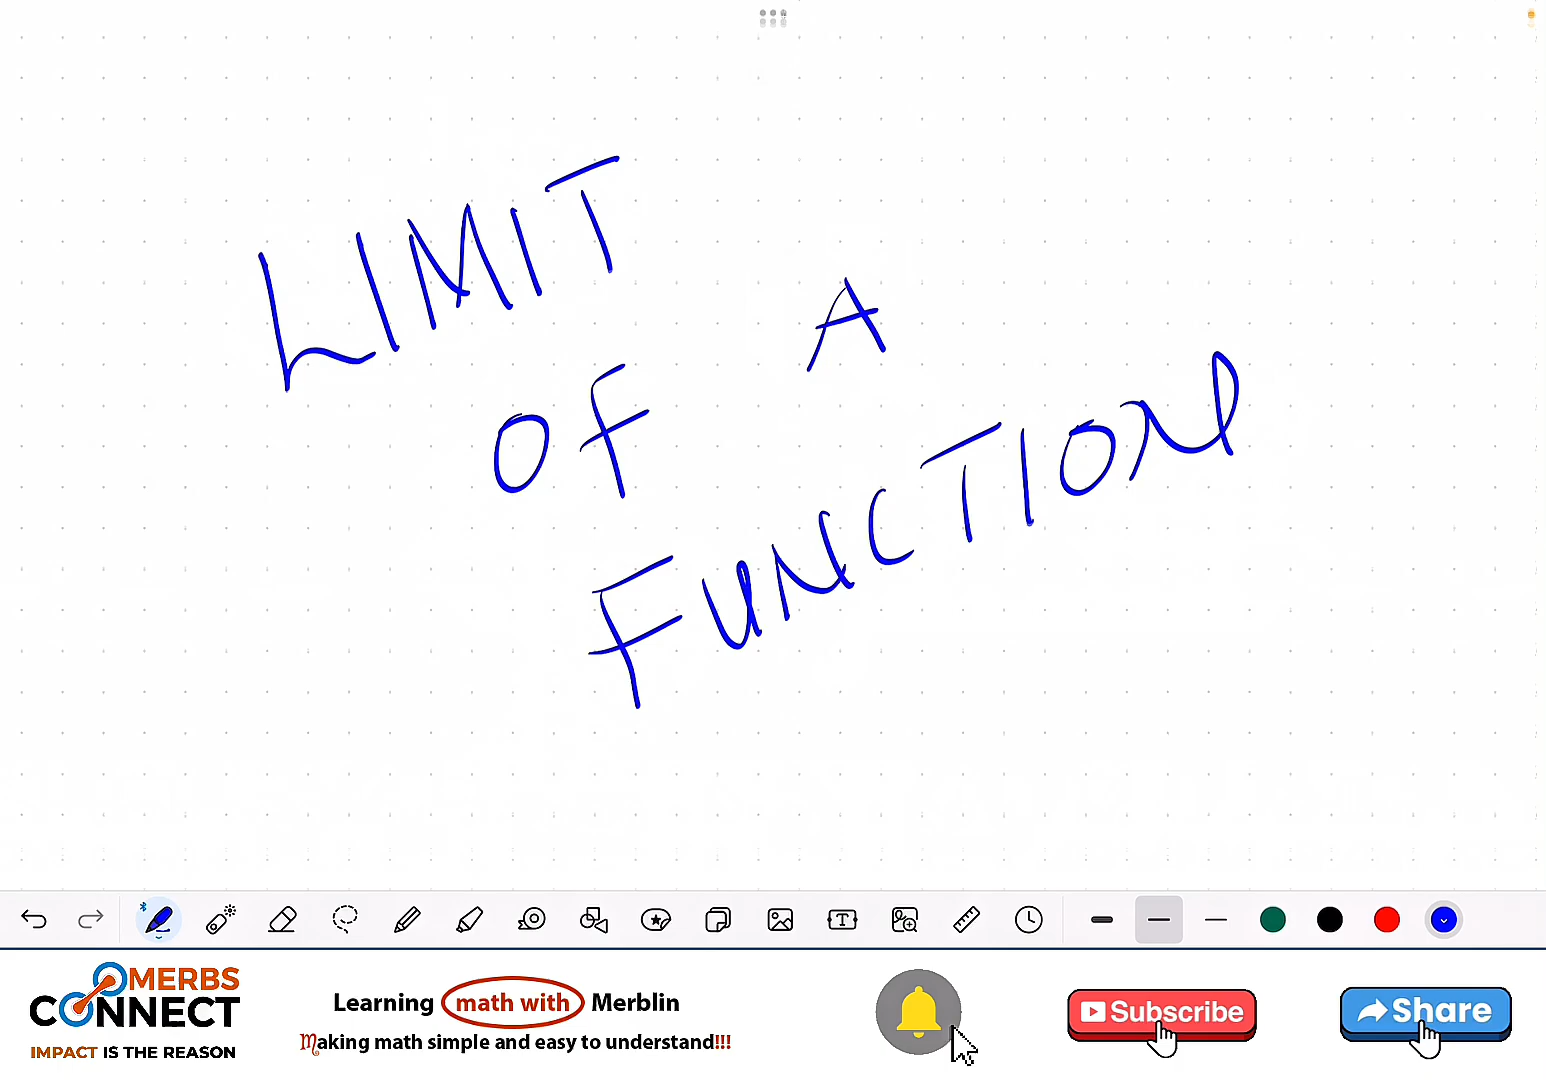 LIMIT
OF A
FUNCTION
T
MERBS
CONNECT
IMPACT IS THE REASON
Learning math with Merblin
Making math simple and easy to understand!!!
Subscribe
Share